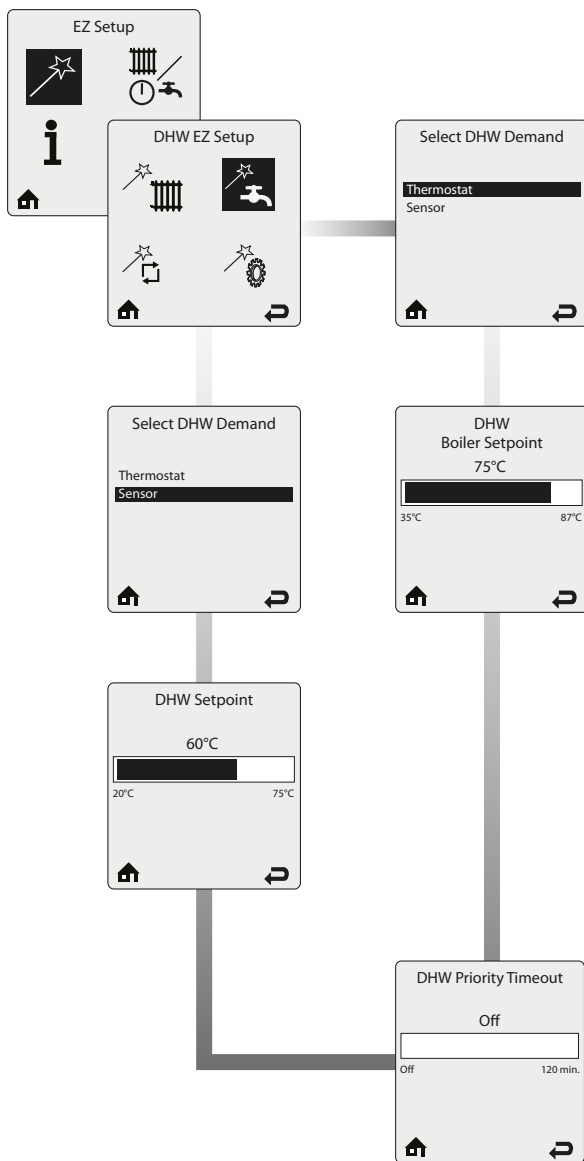 EZ Setup
DHW EZ Setup
Select DHW Demand
Thermostat
Sensor
Select DHW Demand
Thermostat
Sensor
DHW
Boiler Setpoint
75°C
35°C 87°C
DHW Setpoint
60°C
20°C 75°C
DHW Priority Timeout
Off
Off 120 min.